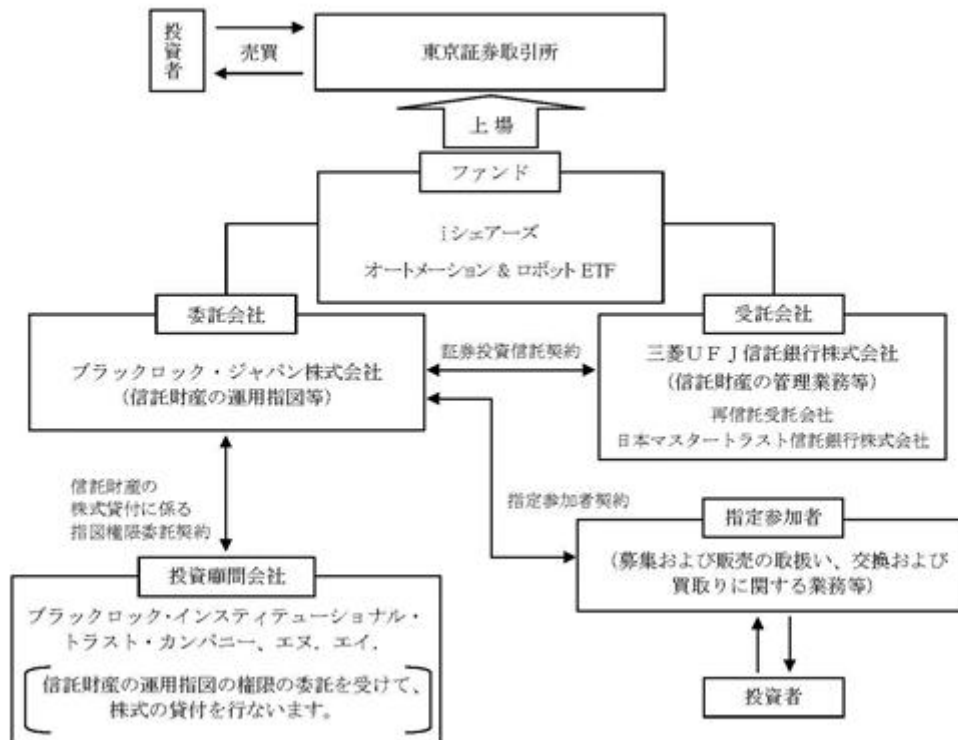 投資者
売買
東京証券取引所
上場
ファンド
iシェアーズ
オートメーション & ロボット ETF
委託会社
ブラックロック・ジャパン株式会社
(信託財産の運用指図等)
証券投資信託契約
受託会社
三菱UFJ信託銀行株式会社
(信託財産の管理業務等)
再信託受託会社
日本マスタートラスト信託銀行株式会社
信託財産の
株式貸付に係る
指図権限委託契約
指定参加者契約
指定参加者
(募集および販売の取扱い、交換および
買取りに関する業務等)
投資顧問会社
ブラックロック・インスティテューショナル・
トラスト・カンパニー、エヌ.エイ.
信託財産の運用指図の権限の委託を受けて、
株式の貸付を行ないます。
投資者